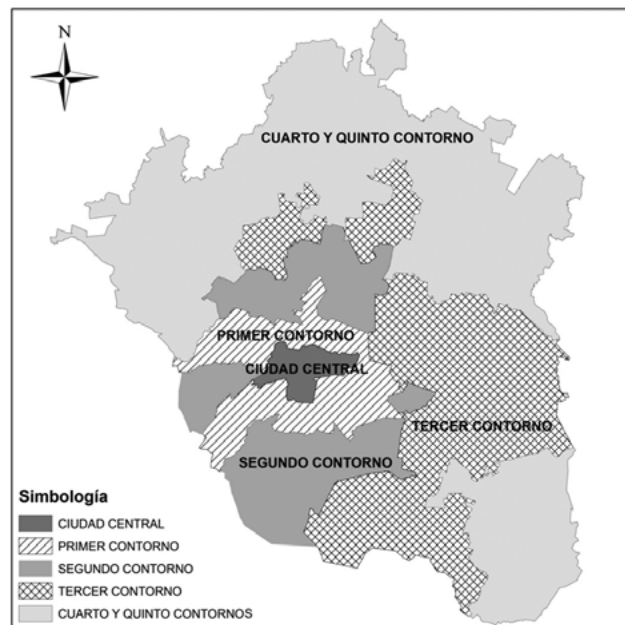 N
CUARTO Y QUINTO CONTORNO
PRIMER CONTORNO
CIUDAD CENTRAL
TERCER CONTORNO
SEGUNDO CONTORNO
Simbología
CIUDAD CENTRAL
PRIMER CONTORNO
SEGUNDO CONTORNO
TERCER CONTORNO
CUARTO Y QUINTO CONTORNOS